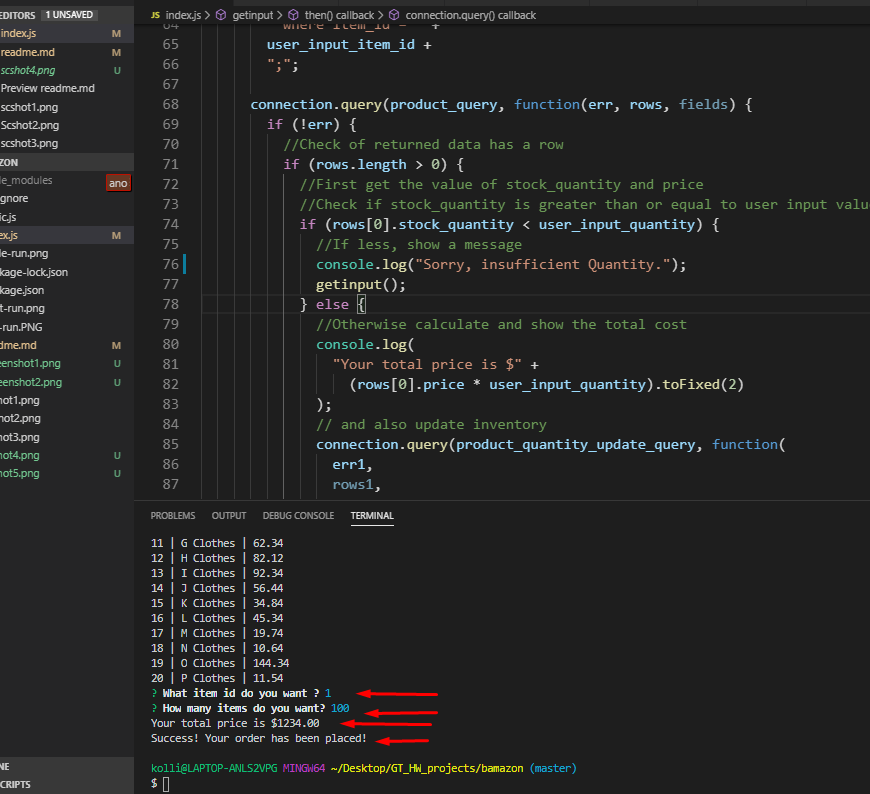 EDITORS 1 UNSAVED
index.js M
readme.md M
scshot4.png U
Preview readme.md
scshot1.png
Scshot2.png
scshot3.png
ZON
le_modules
ano
gnore
ic.js
ex.js M
le-run.png
kage-lock.json
kage.json
t-run.png
-run.PNG
dme.md M
eenshot1.png U
eenshot2.png U
hot1.png
hot2.png
hot3.png
hot4.png U
hot5.png U
NE
CRIPTS
JS index.js > getinput > then() callback > connection.query() callback
64 where item_id = " +
65 user_input_item_id +
66 ";";
67
68 connection.query(product_query, function(err, rows, fields) {
69 if (!err) {
70 //Check of returned data has a row
71 if (rows.length > 0) {
72 //First get the value of stock_quantity and price
73 //Check if stock_quantity is greater than or equal to user input valu
74 if (rows[0].stock_quantity < user_input_quantity) {
75 //If less, show a message
76 console.log("Sorry, insufficient Quantity.");
77 getinput();
78 } else {
79 //Otherwise calculate and show the total cost
80 console.log(
81 "Your total price is $" +
82 (rows[0].price * user_input_quantity).toFixed(2)
83 );
84 // and also update inventory
85 connection.query(product_quantity_update_query, function(
86 err1,
87 rows1,
PROBLEMS OUTPUT DEBUG CONSOLE TERMINAL
11 | G Clothes | 62.34
12 | H Clothes | 82.12
13 | I Clothes | 92.34
14 | J Clothes | 56.44
15 | K Clothes | 34.84
16 | L Clothes | 45.34
17 | M Clothes | 19.74
18 | N Clothes | 10.64
19 | O Clothes | 144.34
20 | P Clothes | 11.54
? What item id do you want ? 1
? How many items do you want? 100
Your total price is $1234.00
Success! Your order has been placed!
kolli@LAPTOP-ANLS2VPG MINGW64 ~/Desktop/GT_HW_projects/bamazon (master)
$